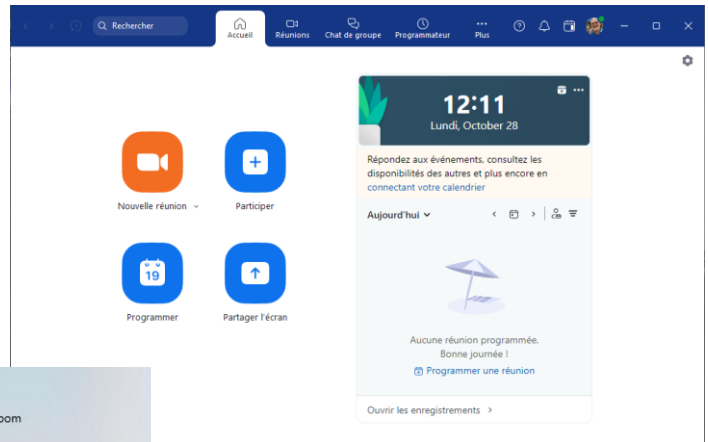 Rechercher
Accueil
Réunions
Chat de groupe
Programmateur
Plus
12:11
Lundi, October 28
Répondez aux événements, consultez les
disponibilités des autres et plus encore en
connectant votre calendrier
Nouvelle réunion
Participer
Aujourd'hui
19
Programmer
Partager l'écran
Aucune réunion programmée.
Bonne journée !
Programmer une réunion
Ouvrir les enregistrements